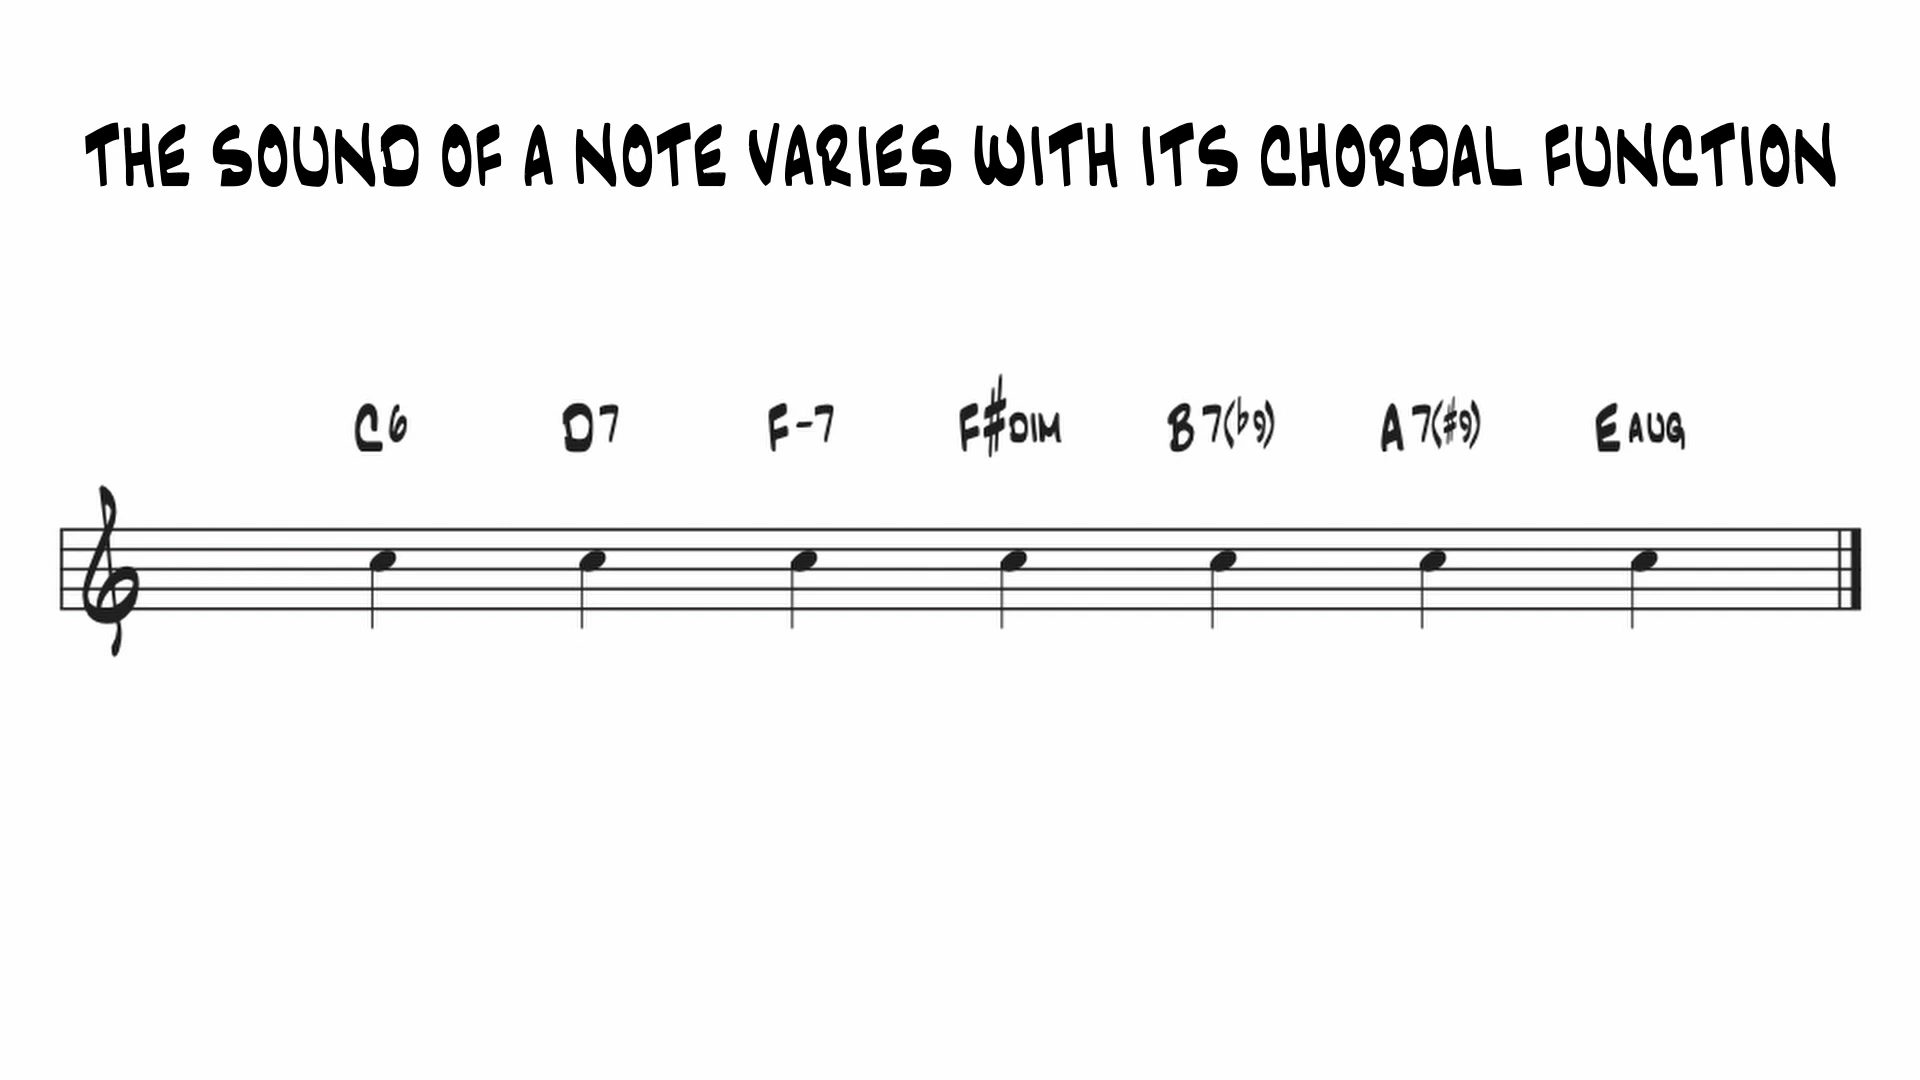 THE SOUND OF A NOTE VARIES WITH ITS CHORDAL FUNCTION
C6 D7 F-7 F#DIM B7(b9) A7(#9) EAUG